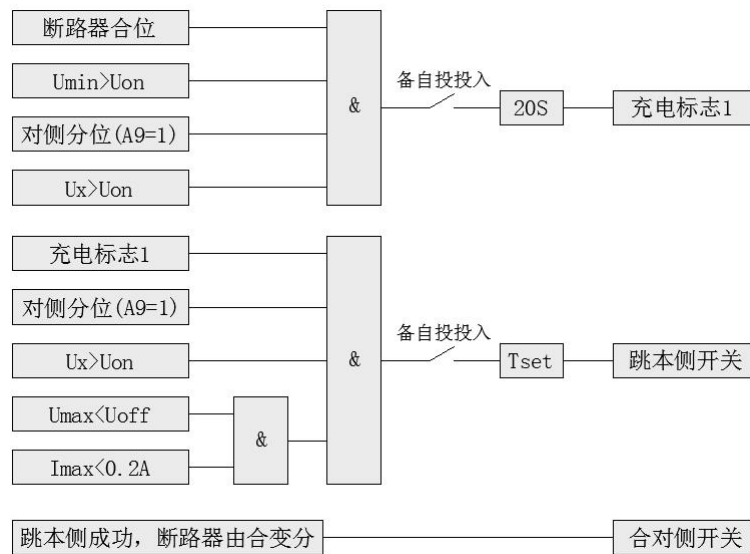 断路器合位
Umin>Uon
对侧分位(A9=1)
Ux>Uon
&
备自投投入
20S
充电标志1
充电标志1
对侧分位(A9=1)
Ux>Uon
Umax<Uoff
Imax<0.2A
&
&
备自投投入
Tset
跳本侧开关
跳本侧成功，断路器由合变分
合对侧开关